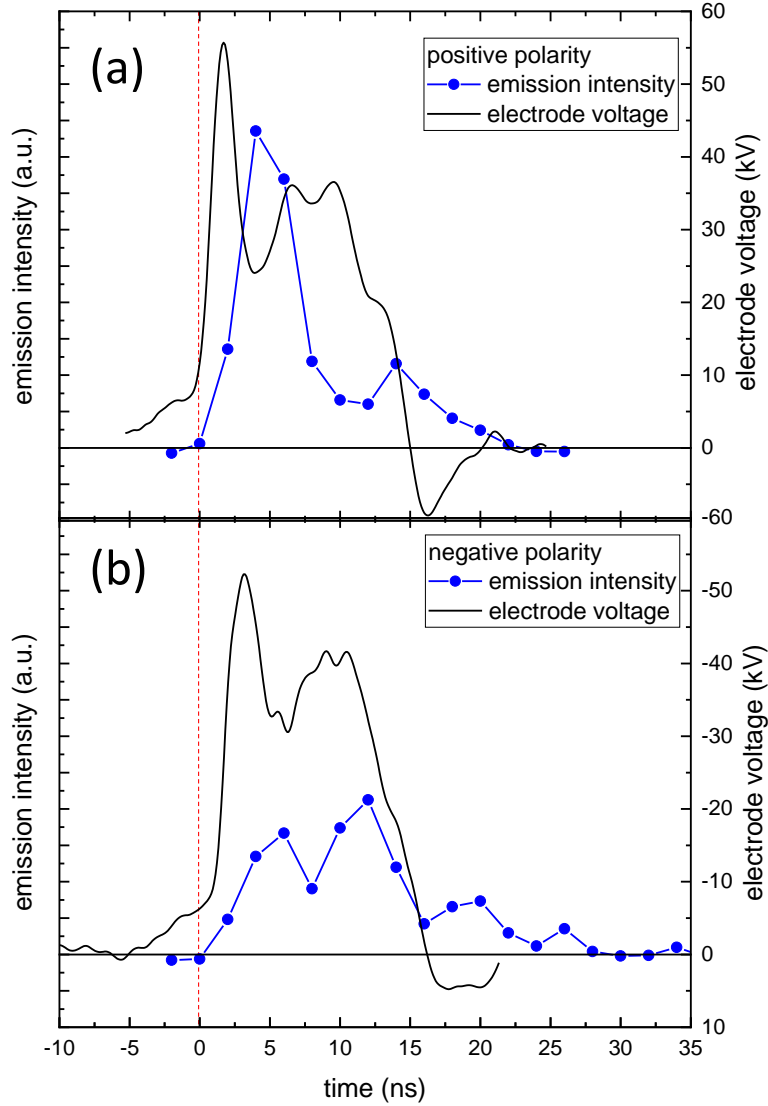 (a)
positive polarity
emission intensity
electrode voltage
emission intensity (a.u.)
60
50
40
30
20
10
0
-60
electrode voltage (kV)
(b)
negative polarity
emission intensity
electrode voltage
emission intensity (a.u.)
-50
-40
-30
-20
-10
0
10
electrode voltage (kV)
-10
-5
0
5
10
15
20
25
30
35
time (ns)